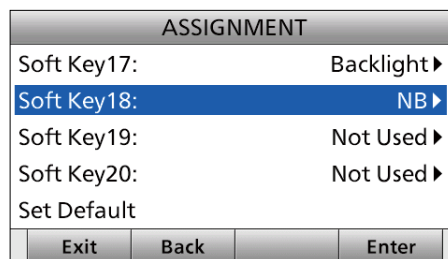 ASSIGNMENT
Soft Key17: Backlight
Soft Key18: NB
Soft Key19: Not Used
Soft Key20: Not Used
Set Default
Exit Back Enter